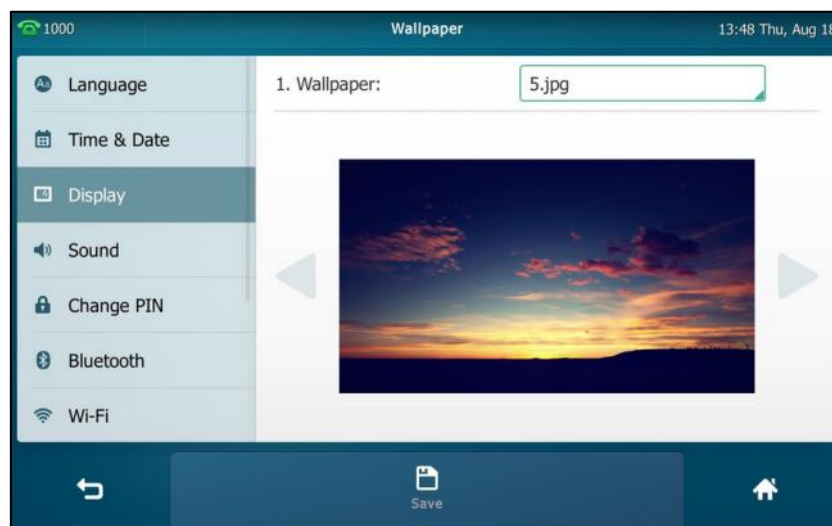 1000 Wallpaper 13:48 Thu, Aug 18
Language
1. Wallpaper: 5.jpg
Time & Date
Display
Sound
Change PIN
Bluetooth
Wi-Fi
Save